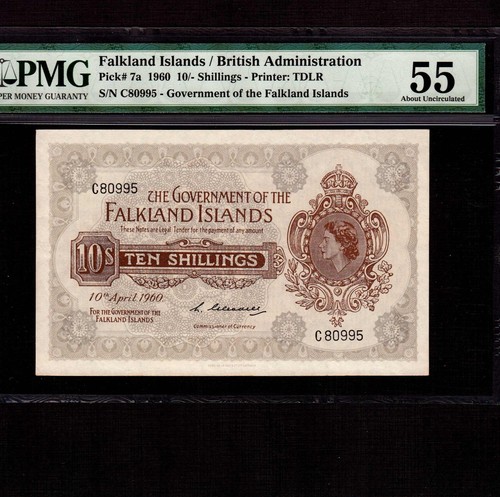 PMG
PER MONEY GUARANTY
Falkland Islands / British Administration
Pick# 7a 1960 10/- Shillings - Printer: TDLR
S/N C80995 - Government of the Falkland Islands
55
About Uncirculated
C80995
THE GOVERNMENT OF THE
FALKLAND ISLANDS
These Notes are Legal Tender for the payment of any amount
10S
TEN SHILLINGS
10th April 1960
FOR THE GOVERNMENT OF THE
FALKLAND ISLANDS
Commissioner of Currency
C80995